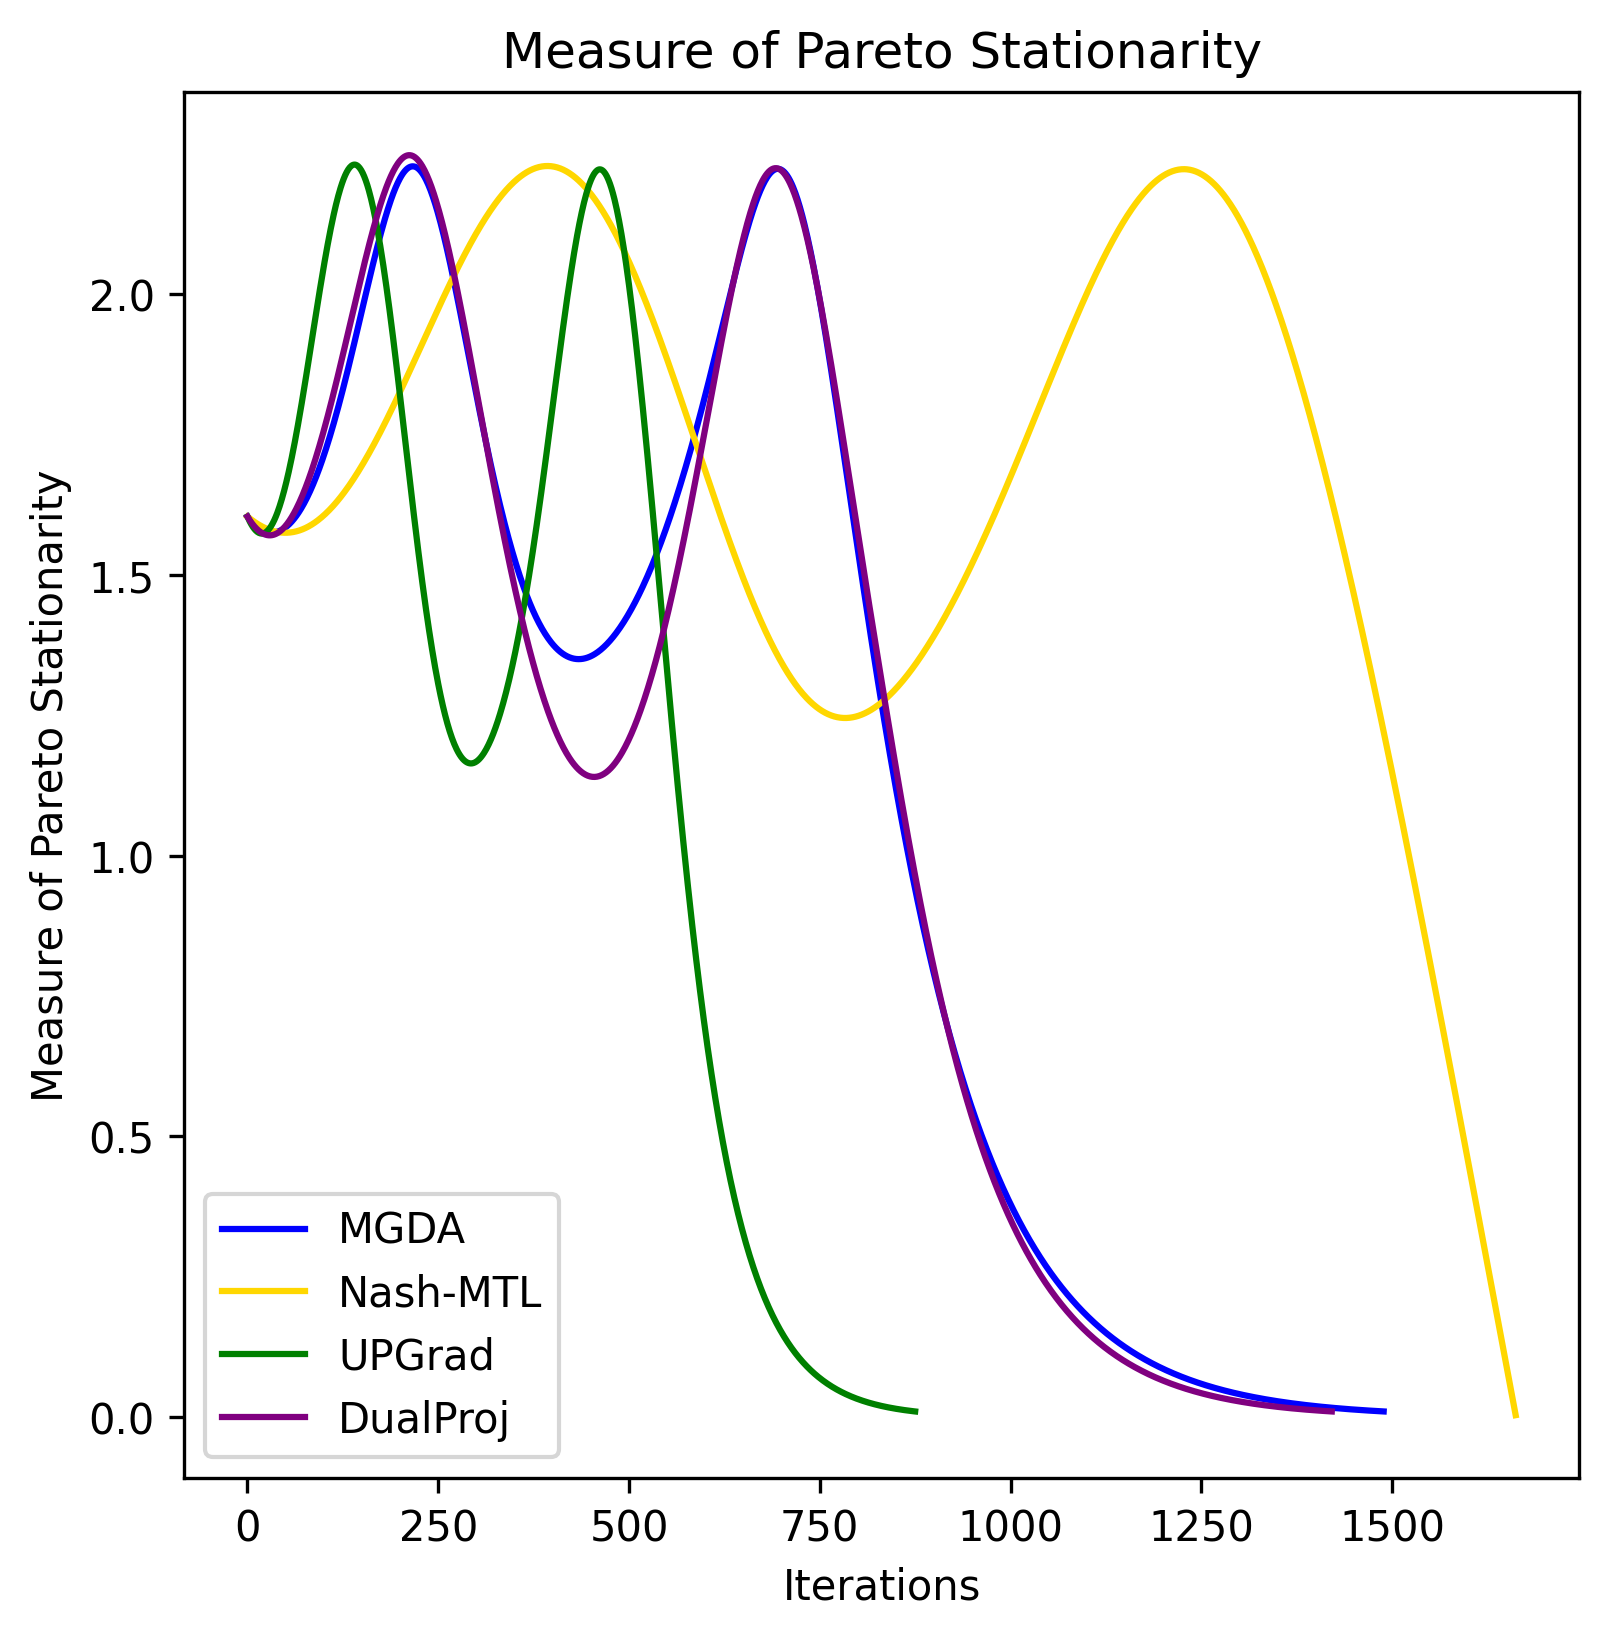 Measure of Pareto Stationarity
Measure of Pareto Stationarity
2.0
1.5
1.0
0.5
0.0
MGDA
Nash-MTL
UPGrad
DualProj
0 250 500 750 1000 1250 1500
Iterations